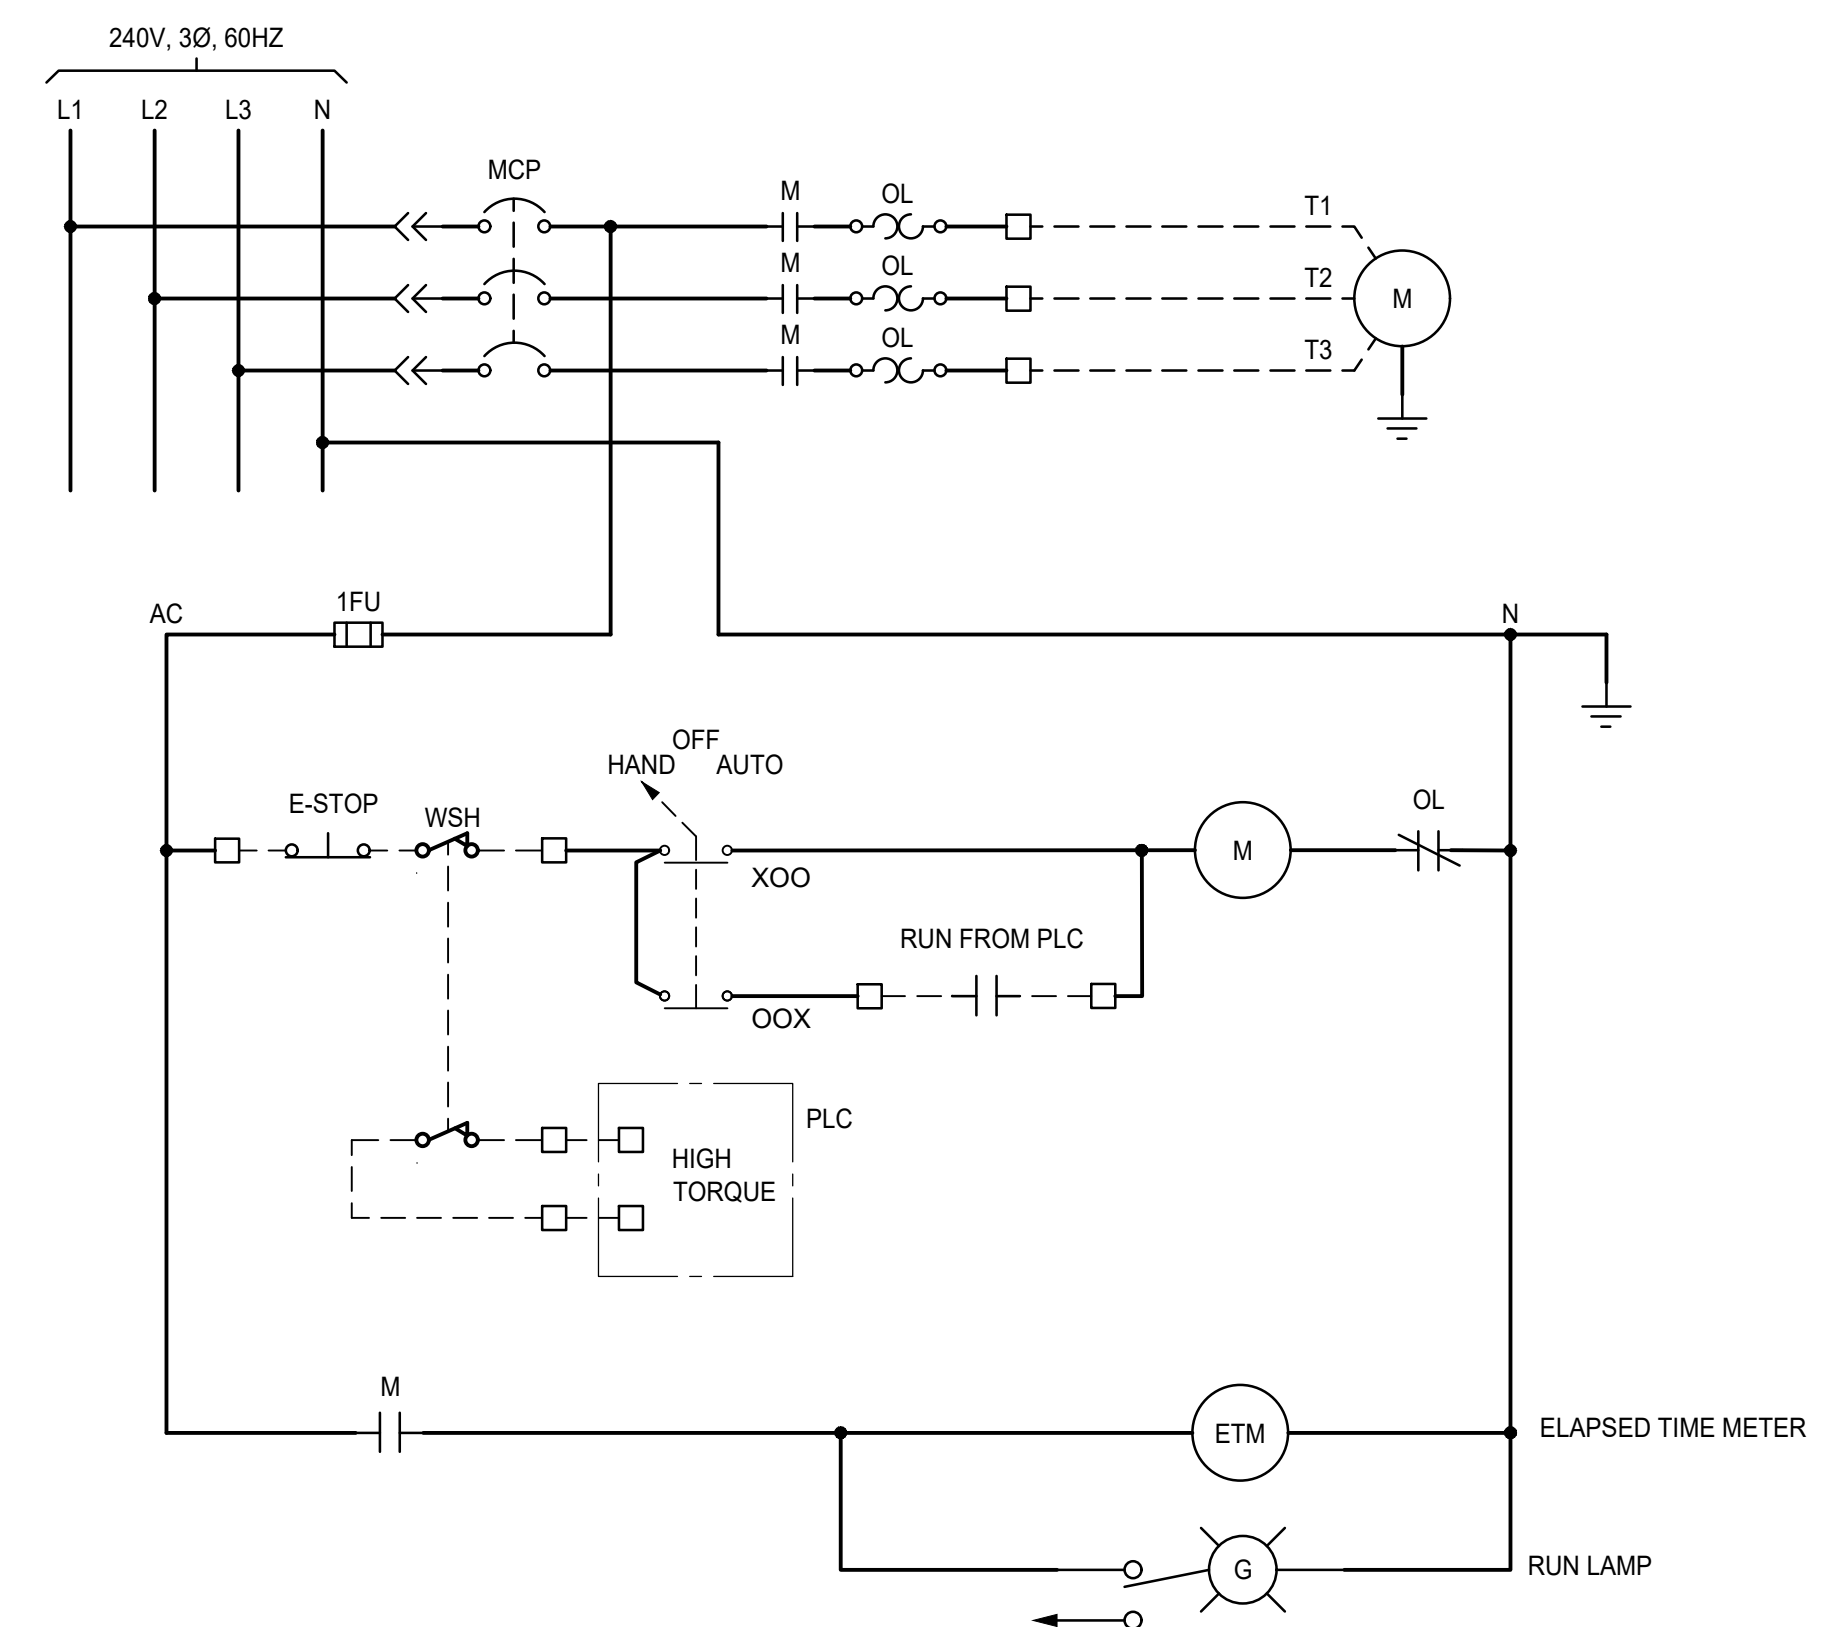 240V, 3Ø, 60HZ
L1 L2 L3 N
MCP
M OL T1
M OL T2
M
M OL T3
AC 1FU N
OFF
HAND AUTO
E-STOP WSH OL
M
XOO
RUN FROM PLC
OOX
PLC
HIGH
TORQUE
M
ETM ELAPSED TIME METER
G RUN LAMP